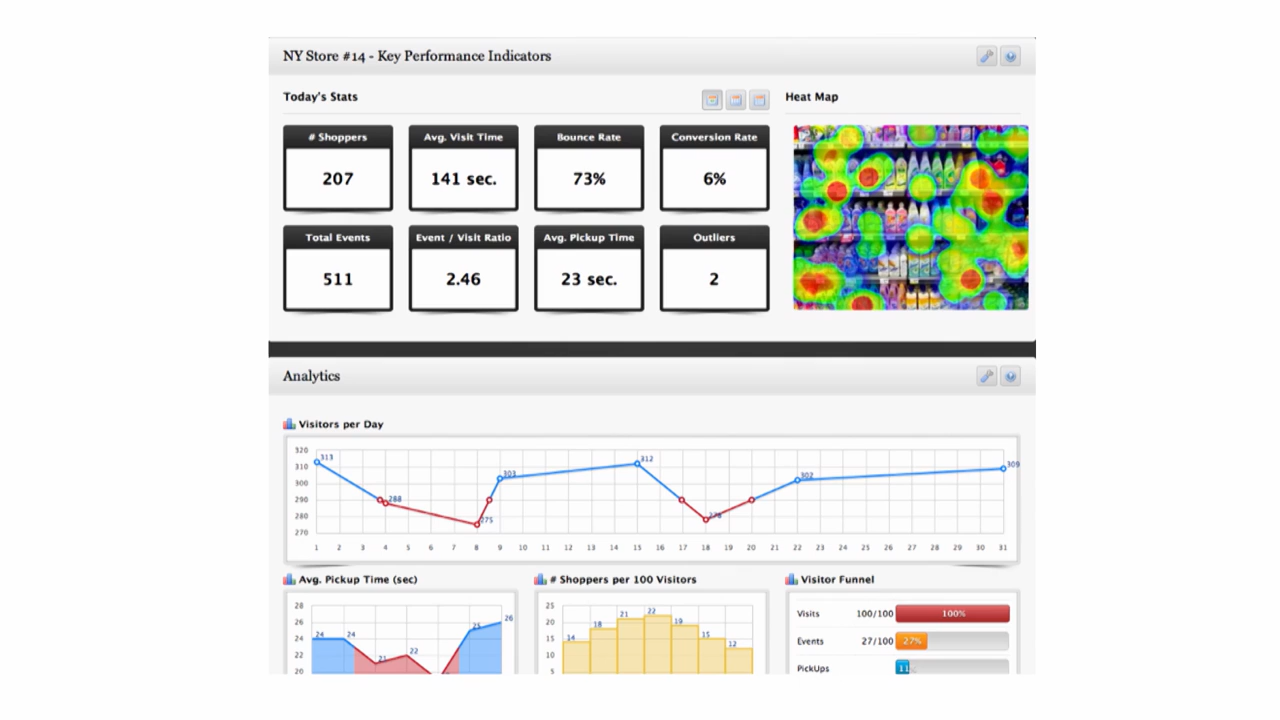 NY Store #14 - Key Performance Indicators
Today's Stats
Heat Map
# Shoppers Avg. Visit Time Bounce Rate Conversion Rate
207 141 sec. 73% 6%
Total Events Event / Visit Ratio Avg. Pickup Time Outliers
511 2.46 23 sec. 2
Analytics
Visitors per Day
320
310
300
290
280
270
313 288 275 303 312 278 302 309
1 2 3 4 5 6 7 8 9 10 11 12 13 14 15 16 17 18 19 20 21 22 23 24 25 26 27 28 29 30 31
Avg. Pickup Time (sec)
28
26
24
22
20
24 24 21 22 25 26
# Shoppers per 100 Visitors
25
20
15
10
5
14 18 21 22 19 15 12
Visitor Funnel
Visits 100/100 100%
Events 27/100 27%
PickUps 11